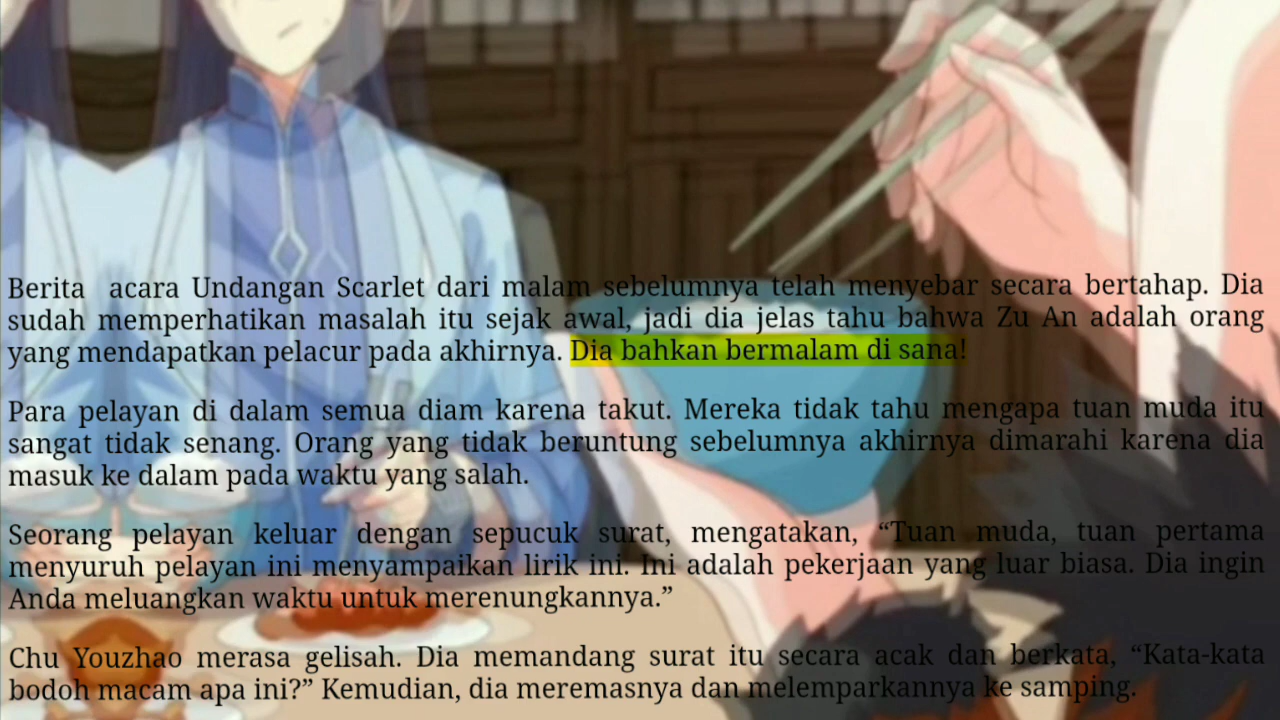 Berita acara Undangan Scarlet dari malam sebelumnya telah menyebar secara bertahap. Dia
sudah memperhatikan masalah itu sejak awal, jadi dia jelas tahu bahwa Zu An adalah orang
yang mendapatkan pelacur pada akhirnya. Dia bahkan bermalam di sana!
Para pelayan di dalam semua diam karena takut. Mereka tidak tahu mengapa tuan muda itu
sangat tidak senang. Orang yang tidak beruntung sebelumnya akhirnya dimarahi karena dia
masuk ke dalam pada waktu yang salah.
Seorang pelayan keluar dengan sepucuk surat, mengatakan, “Tuan muda, tuan pertama
menyuruh pelayan ini menyampaikan lirik ini. Ini adalah pekerjaan yang luar biasa. Dia ingin
Anda meluangkan waktu untuk merenungkannya.”
Chu Youzhao merasa gelisah. Dia memandang surat itu secara acak dan berkata, “Kata-kata
bodoh macam apa ini?” Kemudian, dia meremasnya dan melemparkannya ke samping.